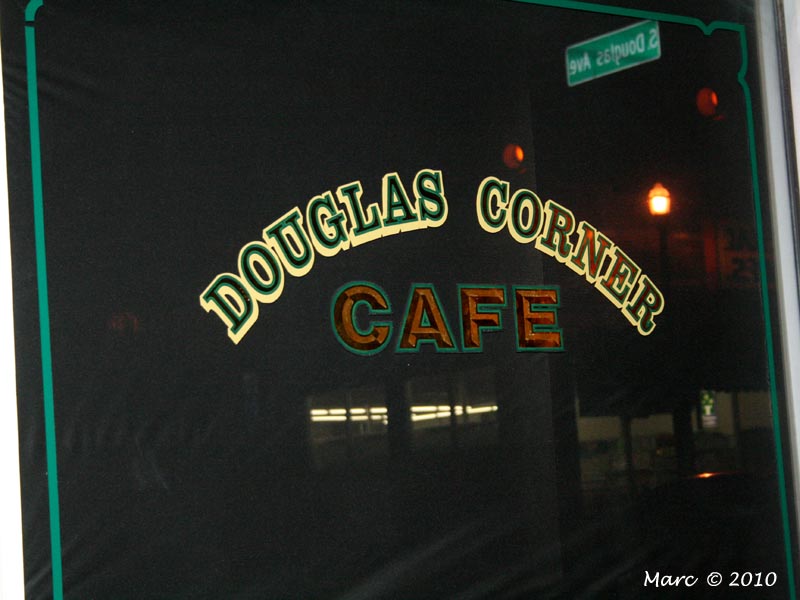 S. Douglas Ave
DOUGLAS CORNER
CAFE
Marc © 2010